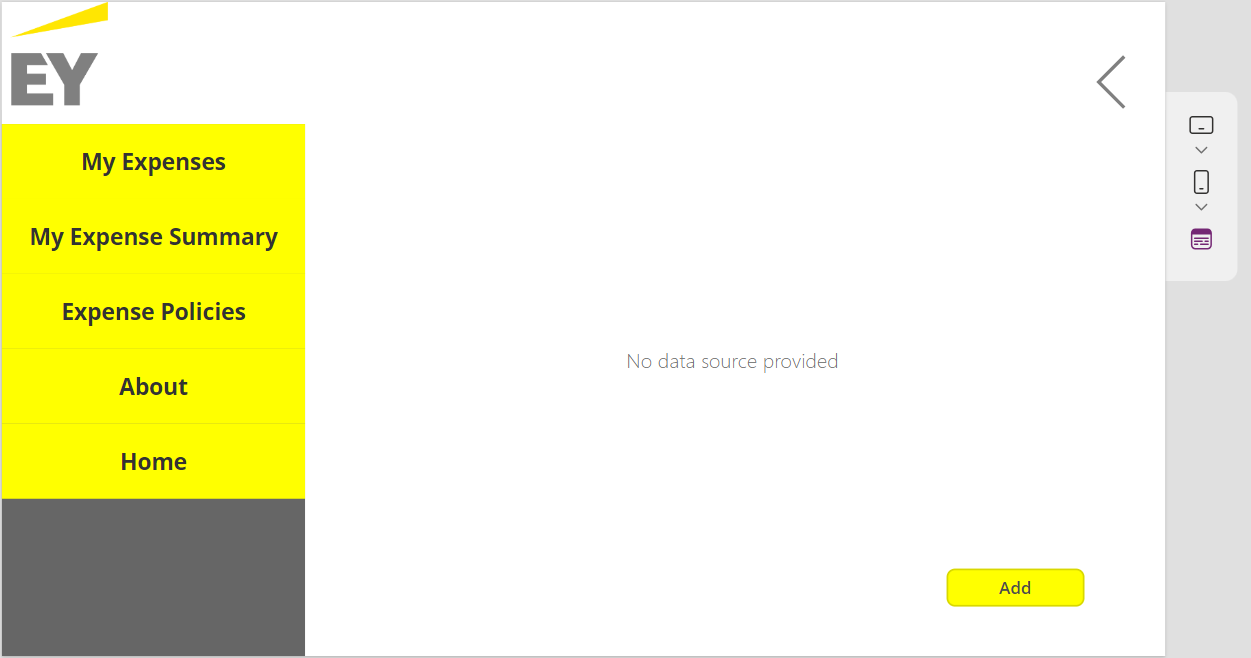 EY
My Expenses
My Expense Summary
Expense Policies
About
Home
No data source provided
Add